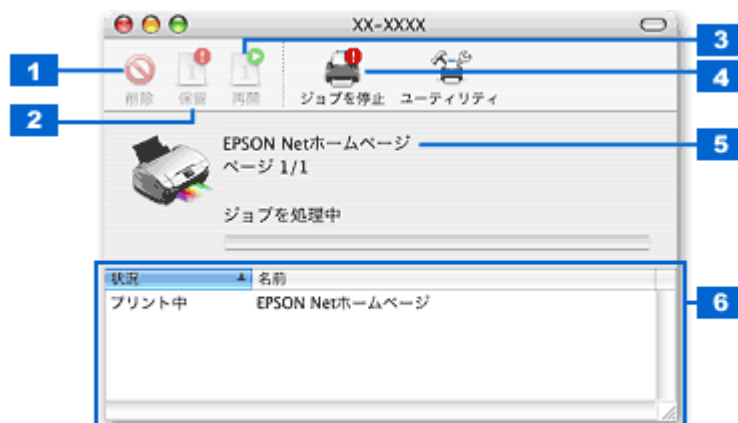 XX-XXXX
3
1
4
削除 保留 再開 ジョブを停止 ユーティリティ
2
EPSON Netホームページ
5
ページ 1/1
ジョブを処理中
状況 名前
プリント中 EPSON Netホームページ
6